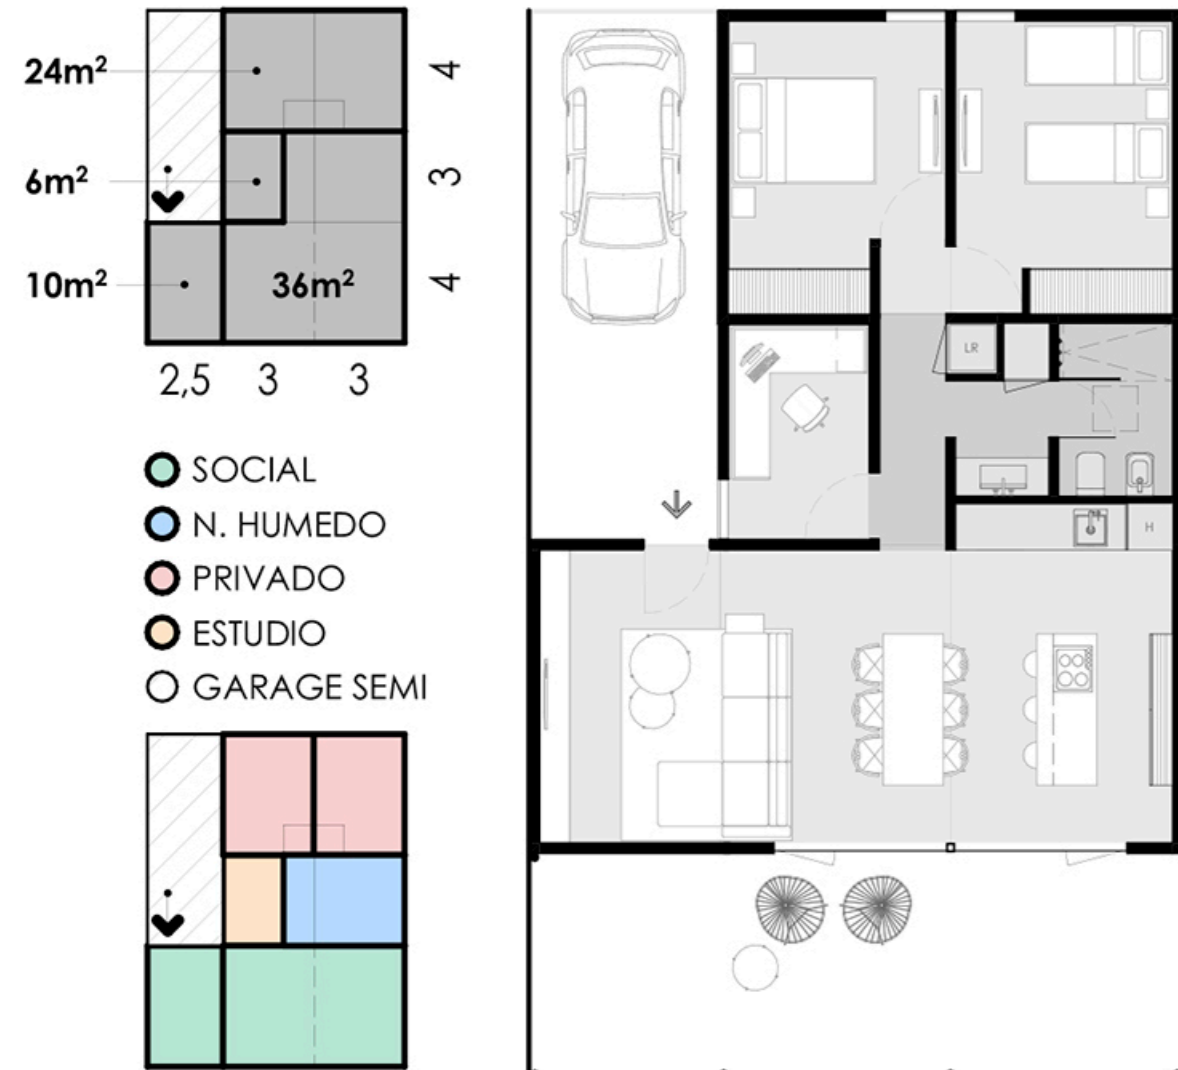 24m²
4
6m²
3
10m²
36m²
4
2,5
3
3
SOCIAL
N. HUMEDO
PRIVADO
ESTUDIO
GARAGE SEMI
LR
H